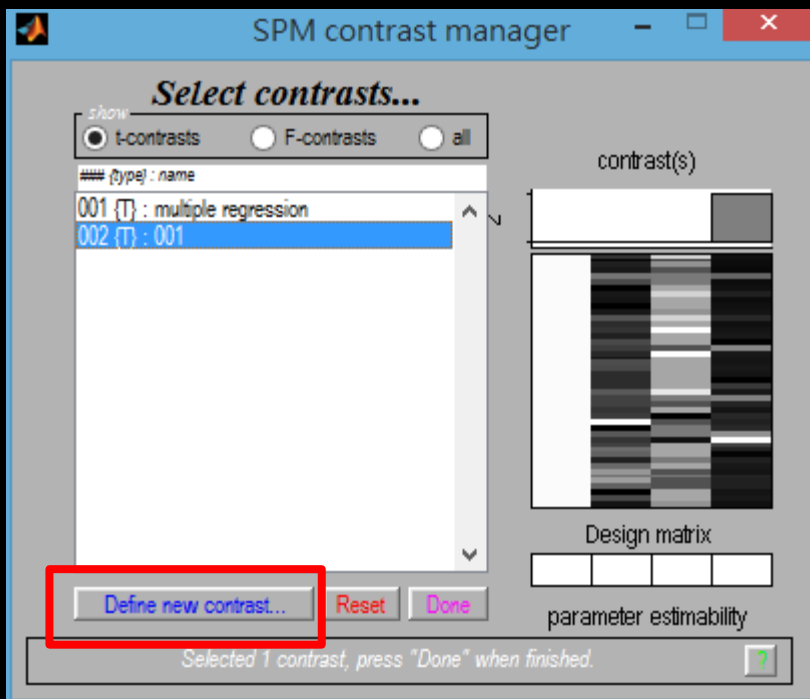 SPM contrast manager
Select contrasts...
show
t-contrasts F-contrasts all
### {type} : name
001 {T} : multiple regression
002 {T} : 001
contrast(s)
2
Design matrix
parameter estimability
Define new contrast... Reset Done
Selected 1 contrast, press "Done" when finished.
?